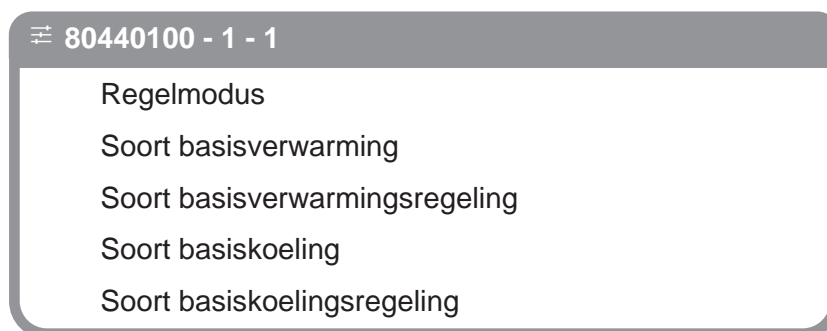 80440100 - 1 - 1
Regelmodus
Soort basisverwarming
Soort basisverwarmingsregeling
Soort basiskoeling
Soort basiskoelingsregeling